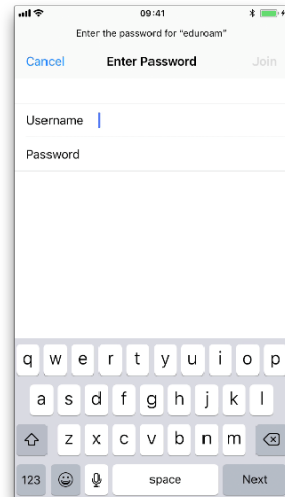 09:41
Enter the password for “eduroam”
Cancel Enter Password Join
Username
Password
q w e r t y u i o p
a s d f g h j k l
z x c v b n m
123 space Next